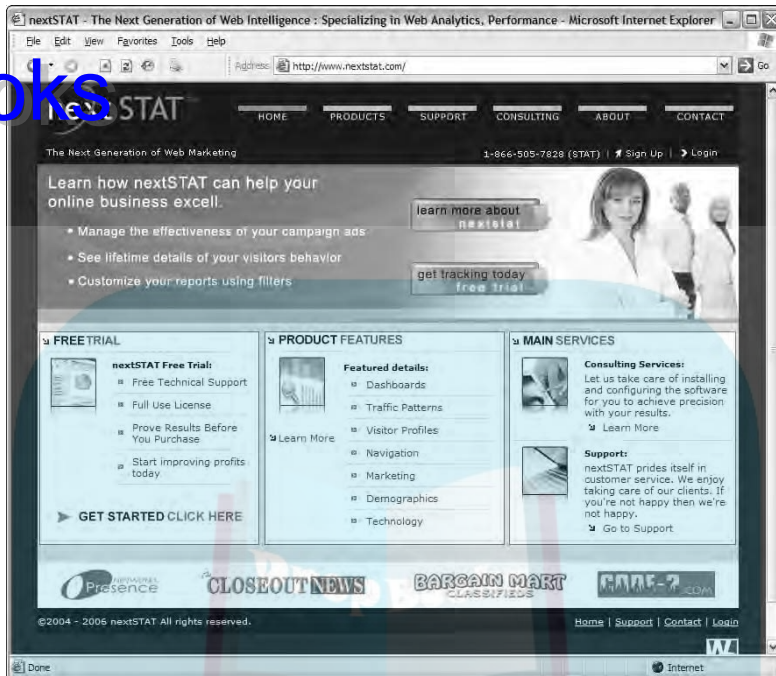 nextSTAT - The Next Generation of Web Intelligence : Specializing in Web Analytics, Performance - Microsoft Internet Explorer
File Edit View Favorites Tools Help
Address http://www.nextstat.com/ Go
oks
nextSTAT
HOME PRODUCTS SUPPORT CONSULTING ABOUT CONTACT
The Next Generation of Web Marketing
1-866-505-7828 (STAT) | Sign Up | Login
Learn how nextSTAT can help your
online business excell.
Manage the effectiveness of your campaign ads
See lifetime details of your visitors behavior
Customize your reports using filters
learn more about
nextstat
get tracking today
free trial
FREETRIAL
nextSTAT Free Trial:
Free Technical Support
Full Use License
Prove Results Before
You Purchase
Start improving profits
today
GET STARTED CLICK HERE
PRODUCT FEATURES
Learn More
Featured details:
Dashboards
Traffic Patterns
Visitor Profiles
Navigation
Marketing
Demographics
Technology
MAIN SERVICES
Consulting Services:
Let us take care of installing
and configuring the software
for you to achieve precision
with your results.
Learn More
Support:
nextSTAT prides itself in
customer service. We enjoy
taking care of our clients. If
you're not happy then we're
not happy.
Go to Support
Presence
CLOSEOUTNEWS
BARGAIN MART
CLASSIFIEDS
.COM
©2004 - 2006 nextSTAT All rights reserved.
Home | Support | Contact | Login
Done
Internet